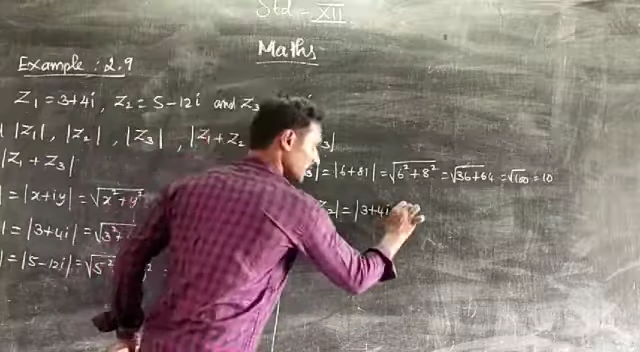 Std - XII
Maths
Example : 2.9
Z₁ = 3+4i, Z₂ = 5-12i and Z₃
|Z₁|, |Z₂|, |Z₃|, |Z₁+Z₂
|Z₁ + Z₃|
| = |x+iy| = √x²+y²
| = |3+4i| = √3²
| = |5-12i| = √5²
| = |6+8i| = √6²+8² = √36+64 = √100 = 10
Z₂| = |3+4i